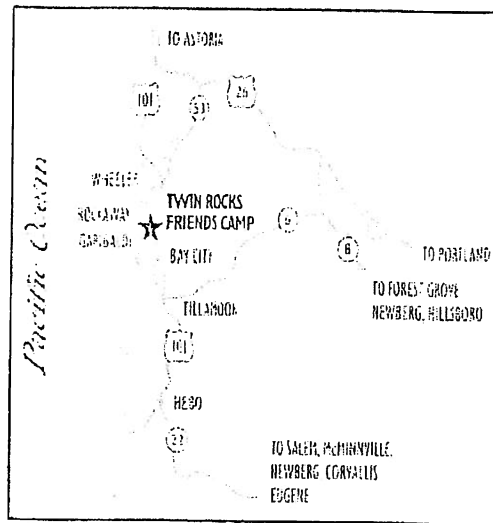 TO ASTORIA
101
26
53
WHEELER
TWIN ROCKS
FRIENDS CAMP
ROCKAWAY
GARIBALDI
Pacific Ocean
6
8
BAY CITY
TO PORTLAND
TO FOREST GROVE
NEWBERG, HILLSBORO
TILLAMOOK
101
HEBO
22
TO SALEM, McMINNVILLE,
NEWBERG CORVALLIS
EUGENE